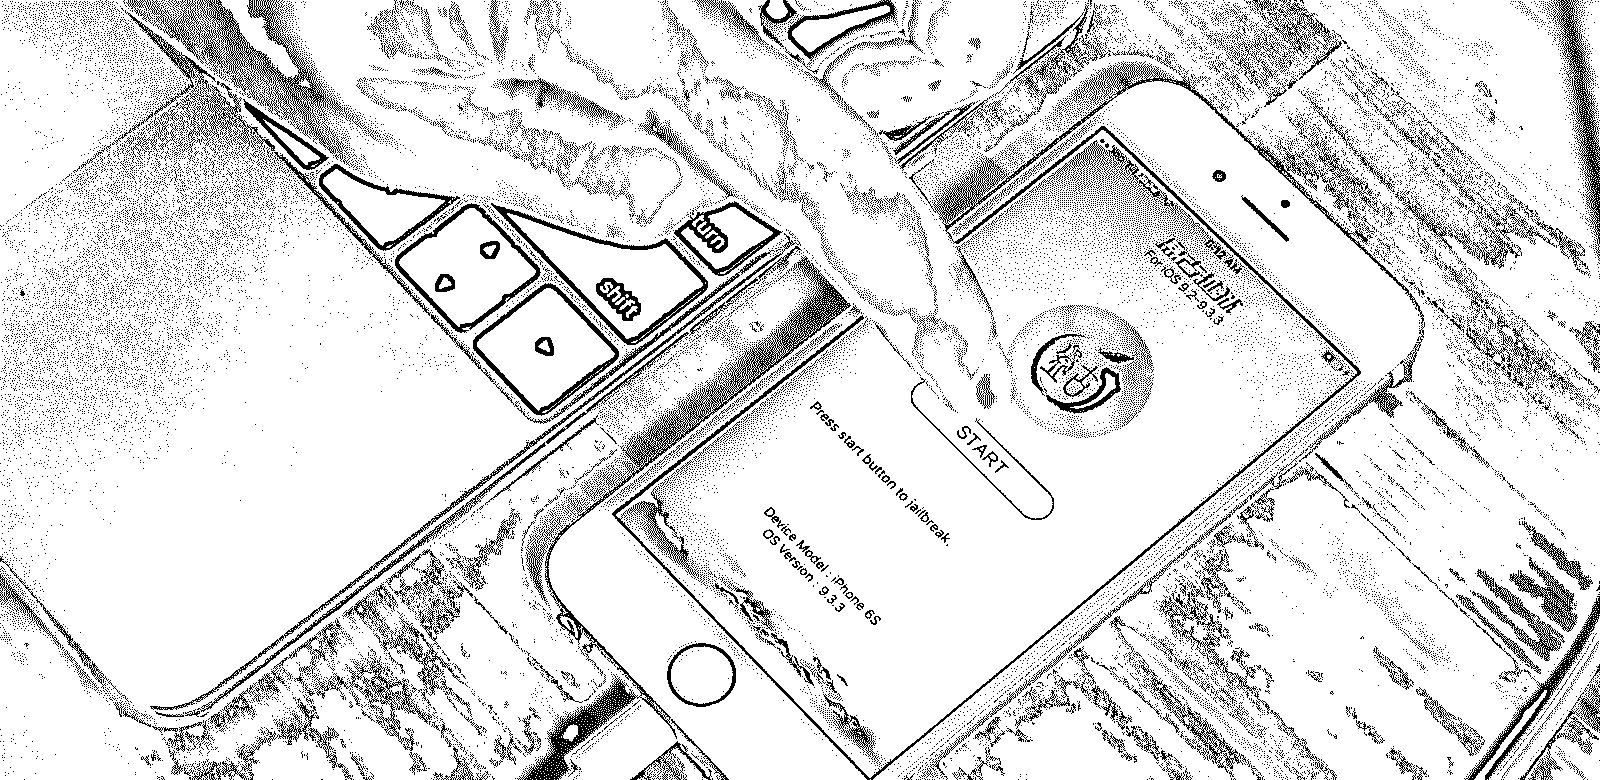 turn
shift
For iOS 9.2-9.3.3
START
Press start button to jailbreak.
Device Model : iPhone 6S
OS Version : 9.3.3